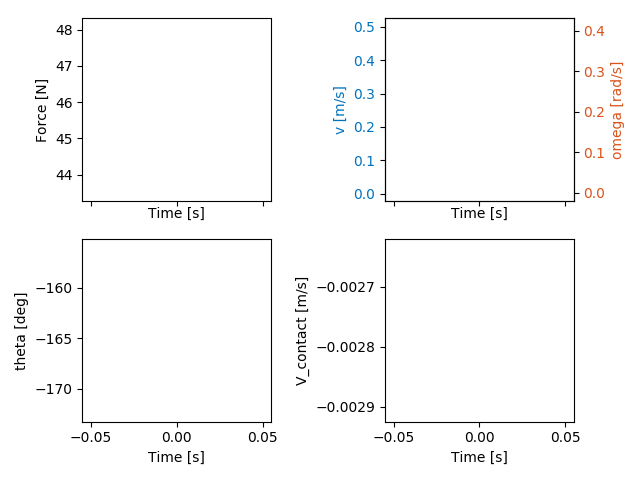 48
47
46
45
44
Force [N]
Time [s]
0.5
0.4
0.3
0.2
0.1
0.0
v [m/s]
0.4
0.3
0.2
0.1
0.0
omega [rad/s]
Time [s]
−160
−165
−170
theta [deg]
−0.05 0.00 0.05
Time [s]
−0.0027
−0.0028
−0.0029
V_contact [m/s]
−0.05 0.00 0.05
Time [s]